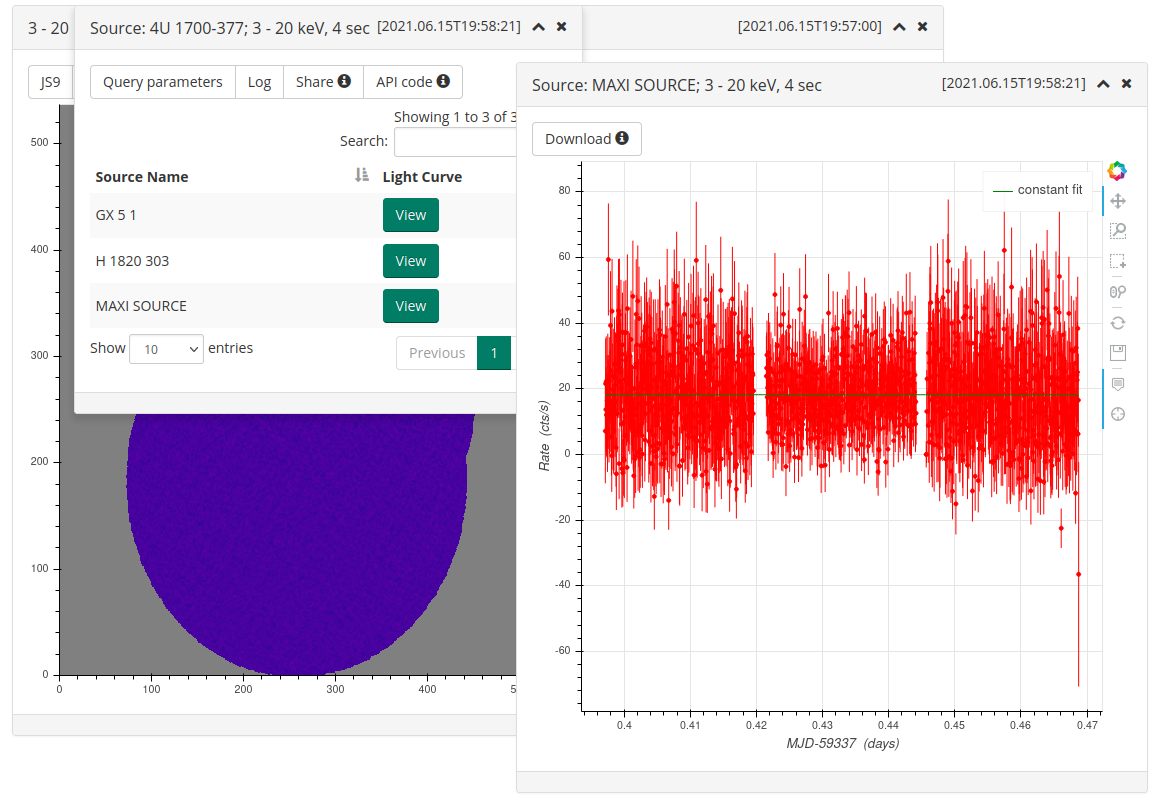 3 - 20
Source: 4U 1700-377; 3 - 20 keV, 4 sec [2021.06.15T19:58:21]
[2021.06.15T19:57:00]
JS9
Query parameters Log Share API code
Showing 1 to 3 of 3
Search:
Source Name Light Curve
GX 5 1 View
H 1820 303 View
MAXI SOURCE View
Show 10 entries Previous 1
500
400
300
200
100
0
0 100 200 300 400 5
Source: MAXI SOURCE; 3 - 20 keV, 4 sec [2021.06.15T19:58:21]
Download
constant fit
80
60
40
20
0
-20
-40
-60
Rate (cts/s)
0.4 0.41 0.42 0.43 0.44 0.45 0.46 0.47
MJD-59337 (days)